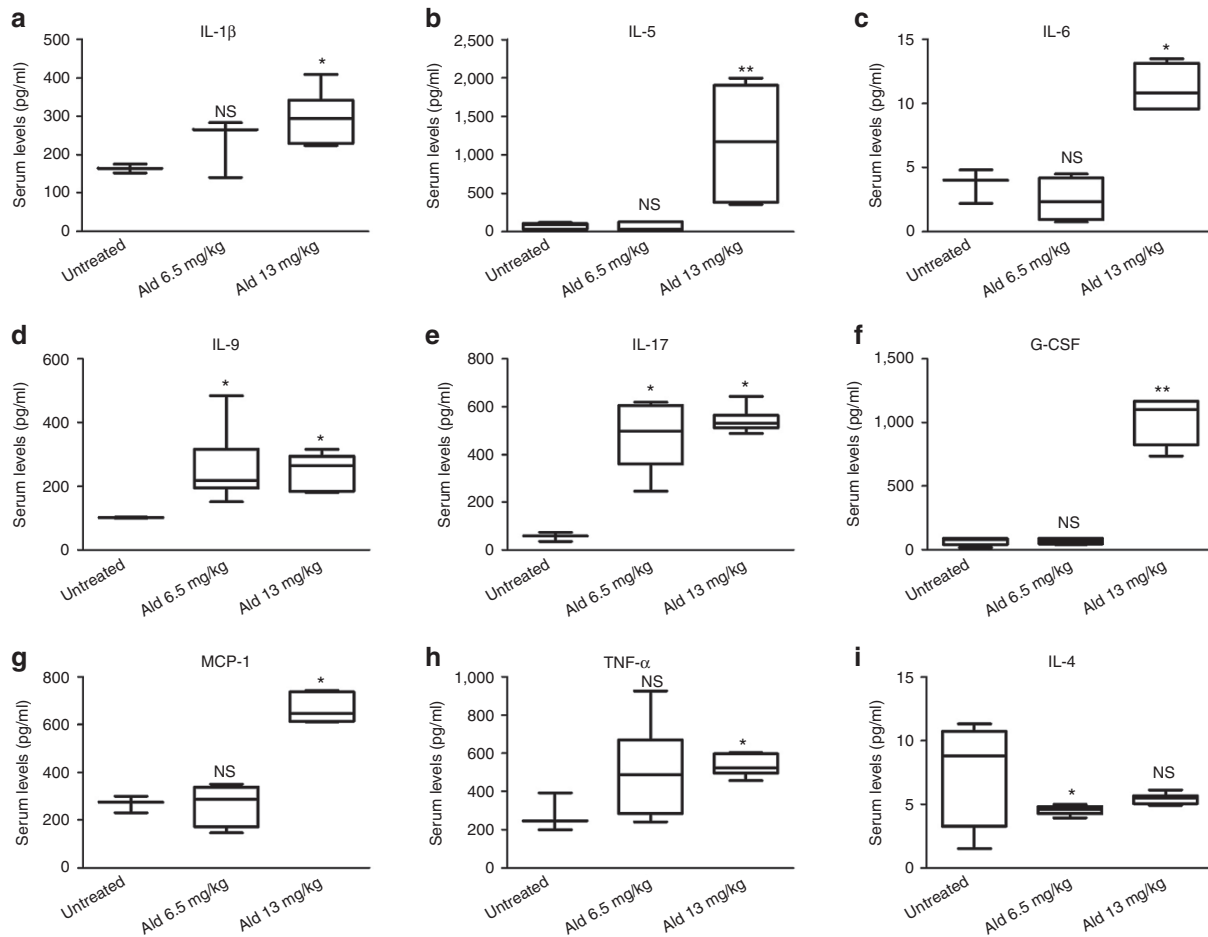 a
IL-1β
500
400
300
200
100
0
Serum levels (pg/ml)
NS
*
Untreated
Ald 6.5 mg/kg
Ald 13 mg/kg
b
IL-5
2,500
2,000
1,500
1,000
500
0
Serum levels (pg/ml)
NS
**
Untreated
Ald 6.5 mg/kg
Ald 13 mg/kg
c
IL-6
15
10
5
0
Serum levels (pg/ml)
NS
*
Untreated
Ald 6.5 mg/kg
Ald 13 mg/kg
d
IL-9
600
400
200
0
Serum levels (pg/ml)
*
*
Untreated
Ald 6.5 mg/kg
Ald 13 mg/kg
e
IL-17
800
600
400
200
0
Serum levels (pg/ml)
*
*
Untreated
Ald 6.5 mg/kg
Ald 13 mg/kg
f
G-CSF
1,500
1,000
500
0
Serum levels (pg/ml)
NS
**
Untreated
Ald 6.5 mg/kg
Ald 13 mg/kg
g
MCP-1
800
600
400
200
0
Serum levels (pg/ml)
NS
*
Untreated
Ald 6.5 mg/kg
Ald 13 mg/kg
h
TNF-α
1,000
800
600
400
200
0
Serum levels (pg/ml)
NS
*
Untreated
Ald 6.5 mg/kg
Ald 13 mg/kg
i
IL-4
15
10
5
0
Serum levels (pg/ml)
*
NS
Untreated
Ald 6.5 mg/kg
Ald 13 mg/kg